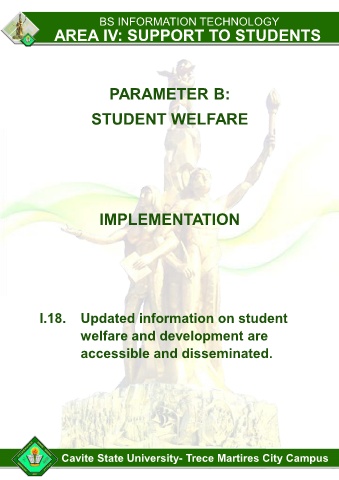 BS INFORMATION TECHNOLOGY
AREA IV: SUPPORT TO STUDENTS
PARAMETER B:
STUDENT WELFARE
IMPLEMENTATION
I.18. Updated information on student
welfare and development are
accessible and disseminated.
Cavite State University- Trece Martires City Campus